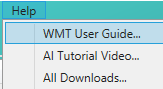 Help
WMT User Guide...
AI Tutorial Video...
All Downloads...